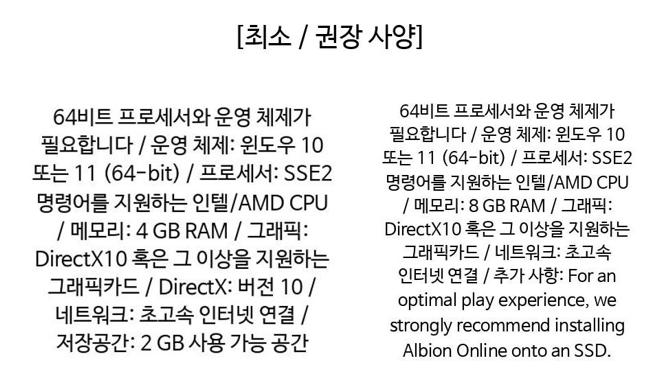 [최소 / 권장 사양]
64비트 프로세서와 운영 체제가
필요합니다 / 운영 체제: 윈도우 10
또는 11 (64-bit) / 프로세서: SSE2
명령어를 지원하는 인텔/AMD CPU
/ 메모리: 4 GB RAM / 그래픽:
DirectX10 혹은 그 이상을 지원하는
그래픽카드 / DirectX: 버전 10 /
네트워크: 초고속 인터넷 연결 /
저장공간: 2 GB 사용 가능 공간
64비트 프로세서와 운영 체제가
필요합니다 / 운영 체제: 윈도우 10
또는 11 (64-bit) / 프로세서: SSE2
명령어를 지원하는 인텔/AMD CPU
/ 메모리: 8 GB RAM / 그래픽:
DirectX10 혹은 그 이상을 지원하는
그래픽카드 / 네트워크: 초고속
인터넷 연결 / 추가 사항: For an
optimal play experience, we
strongly recommend installing
Albion Online onto an SSD.